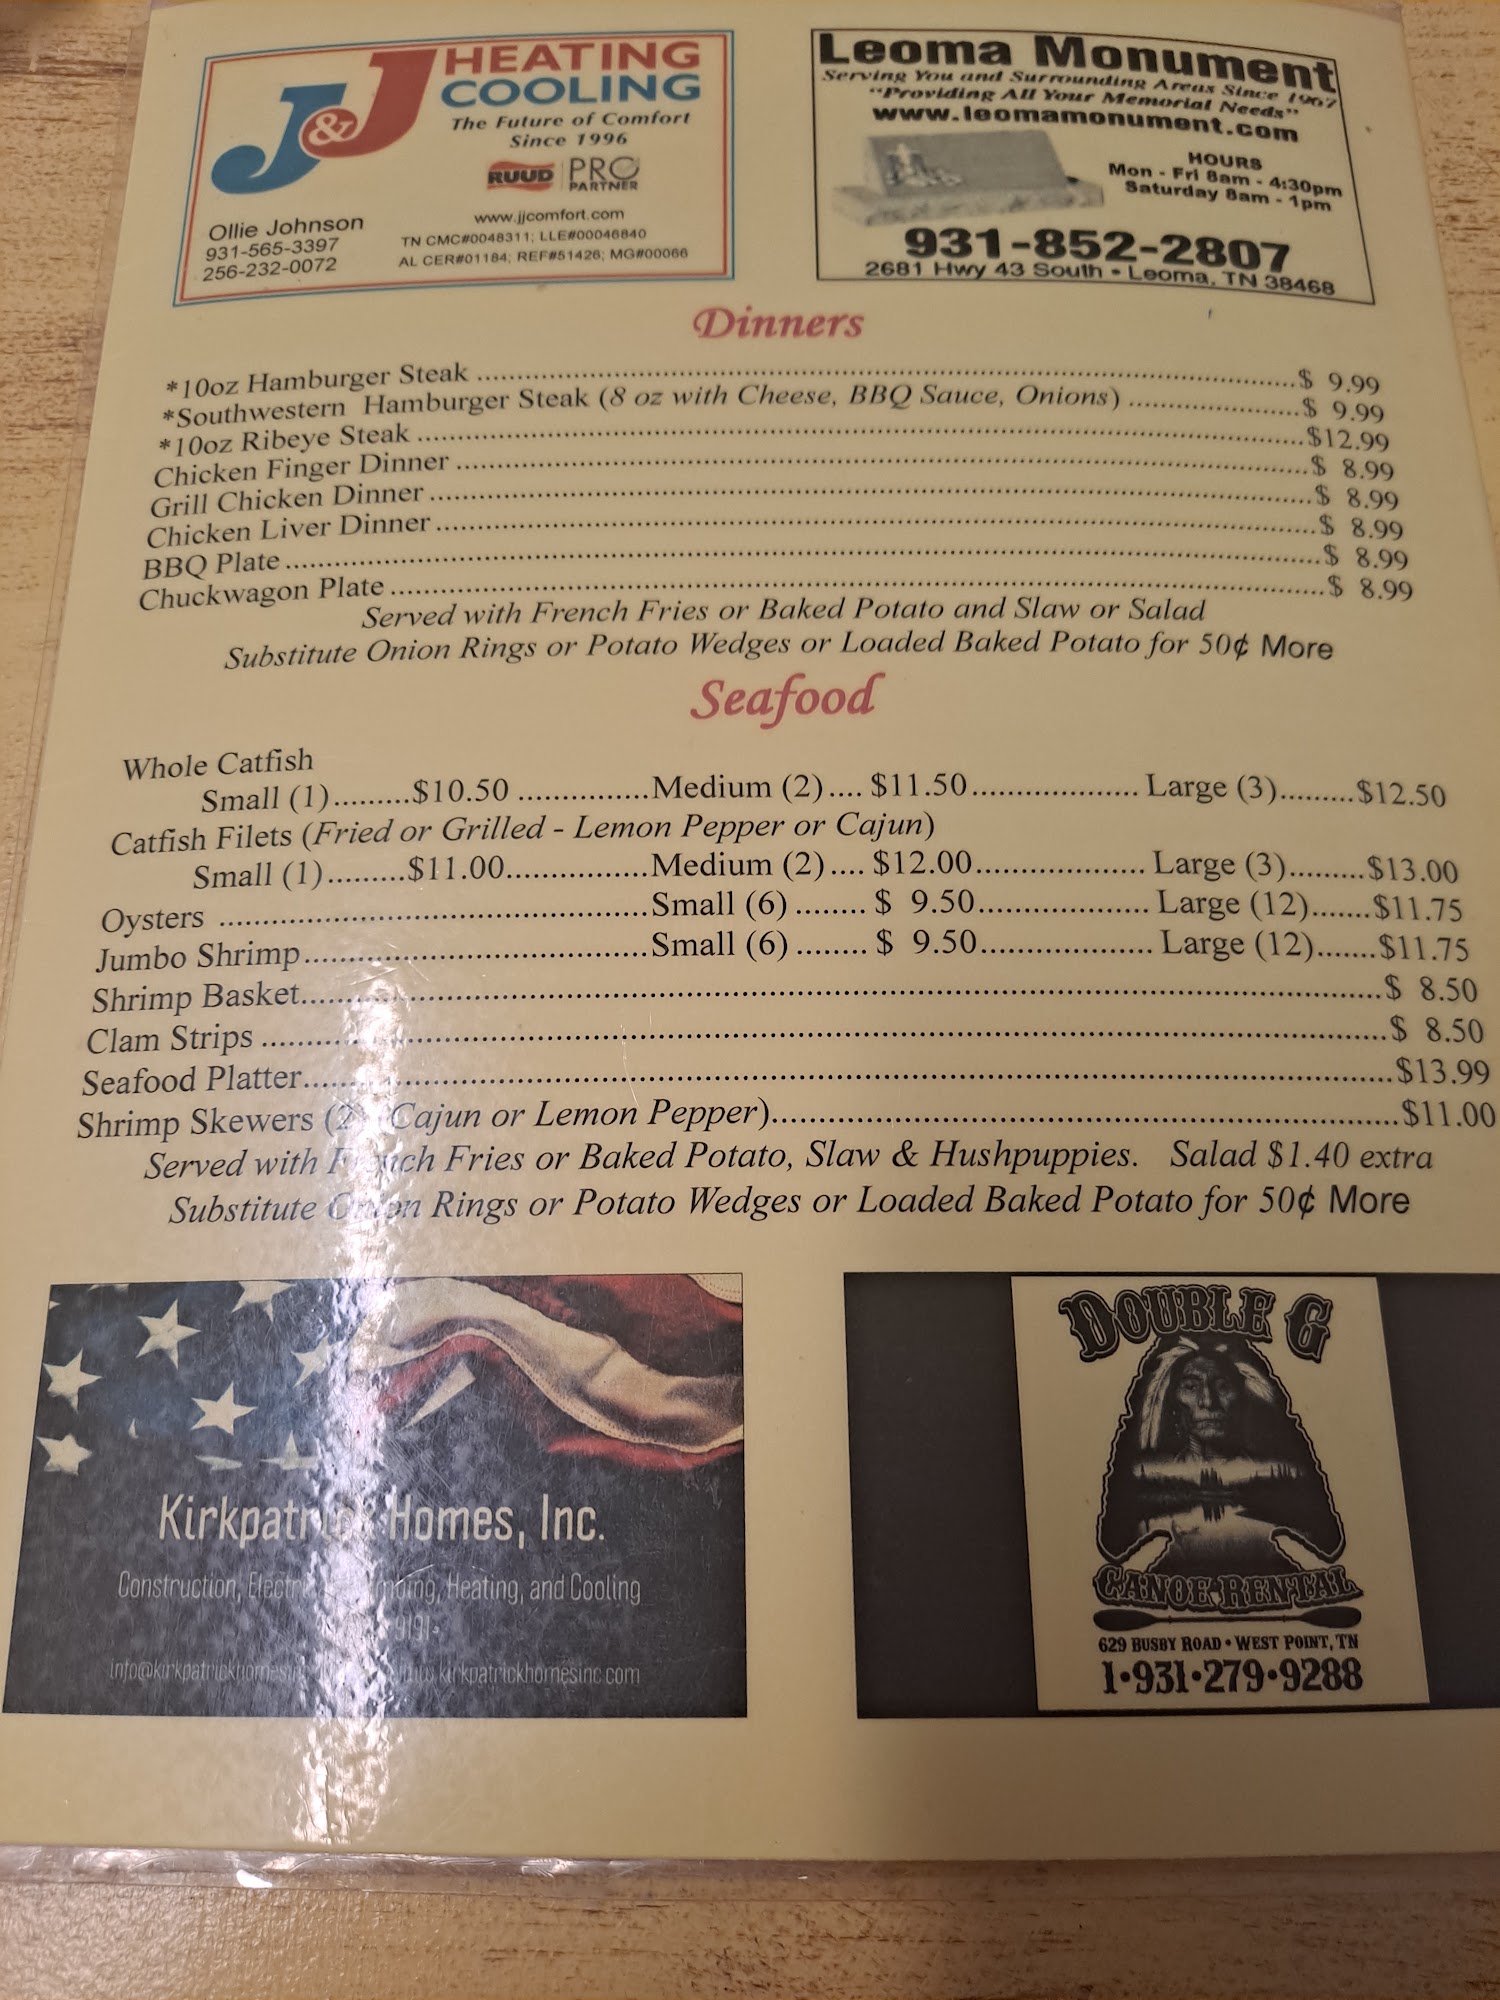 J&J HEATING COOLING
The Future of Comfort
Since 1996
RUUD PRO PARTNER
Ollie Johnson
931-565-3397
256-232-0072
www.jjcomfort.com
TN CMC#0048311; LLE#00046840
AL CER#01184; REF#51426; MG#00066
Leoma Monument
Serving You and Surrounding Areas Since 1967
"Providing All Your Memorial Needs"
www.leomamonument.com
HOURS
Mon - Fri 8am - 4:30pm
Saturday 8am - 1pm
931-852-2807
2681 Hwy 43 South • Leoma, TN 38468
Dinners
*10oz Hamburger Steak $ 9.99
*Southwestern Hamburger Steak (8 oz with Cheese, BBQ Sauce, Onions) $ 9.99
*10oz Ribeye Steak $12.99
Chicken Finger Dinner $ 8.99
Grill Chicken Dinner $ 8.99
Chicken Liver Dinner $ 8.99
BBQ Plate $ 8.99
Chuckwagon Plate $ 8.99
Served with French Fries or Baked Potato and Slaw or Salad
Substitute Onion Rings or Potato Wedges or Loaded Baked Potato for 50¢ More
Seafood
Whole Catfish
Small (1).........$10.50 ...............Medium (2).... $11.50................... Large (3).........$12.50
Catfish Filets (Fried or Grilled - Lemon Pepper or Cajun)
Small (1).........$11.00................Medium (2).... $12.00................... Large (3).........$13.00
Oysters Small (6) ........ $ 9.50................... Large (12).......$11.75
Jumbo Shrimp Small (6) ........ $ 9.50................... Large (12).......$11.75
Shrimp Basket $ 8.50
Clam Strips $ 8.50
Seafood Platter $13.99
Shrimp Skewers (2 Cajun or Lemon Pepper) $11.00
Served with French Fries or Baked Potato, Slaw & Hushpuppies. Salad $1.40 extra
Substitute Onion Rings or Potato Wedges or Loaded Baked Potato for 50¢ More
Kirkpatrick Homes, Inc.
Construction, Heating, and Cooling
kirkpatrickhomesinc.com
DOUBLE G
CANOE RENTAL
629 BUSBY ROAD • WEST POINT, TN
1•931•279•9288